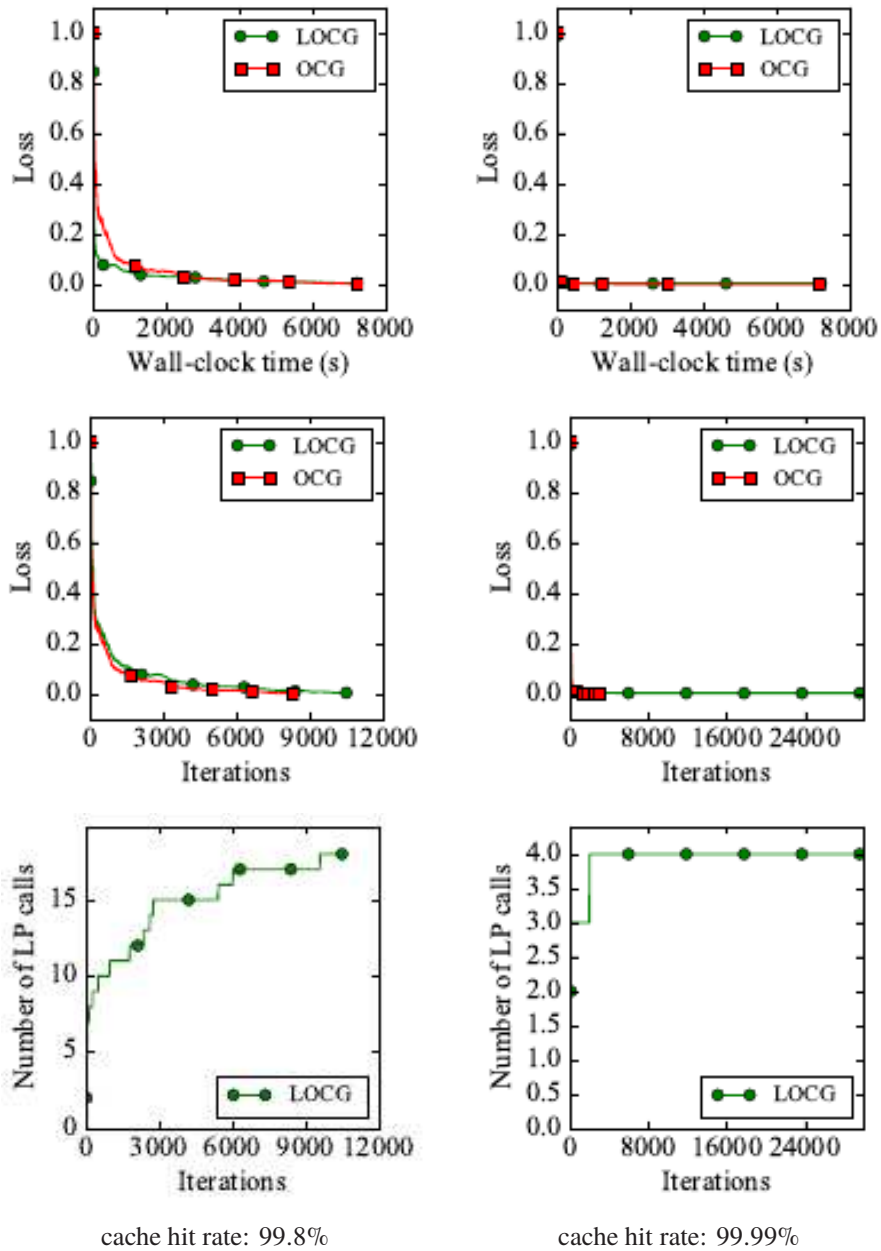 1.0
0.8
0.6
0.4
0.2
0.0
Loss
LOCG
OCG
0 2000 4000 6000 8000
Wall-clock time (s)
1.0
0.8
0.6
0.4
0.2
0.0
Loss
LOCG
OCG
0 2000 4000 6000 8000
Wall-clock time (s)
1.0
0.8
0.6
0.4
0.2
0.0
Loss
LOCG
OCG
0 3000 6000 9000 12000
Iterations
1.0
0.8
0.6
0.4
0.2
0.0
Loss
LOCG
OCG
0 8000 16000 24000
Iterations
15
10
5
0
Number of LP calls
LOCG
0 3000 6000 9000 12000
Iterations
4.0
3.5
3.0
2.5
2.0
1.5
1.0
0.5
0.0
Number of LP calls
LOCG
0 8000 16000 24000
Iterations
cache hit rate: 99.8%
cache hit rate: 99.99%